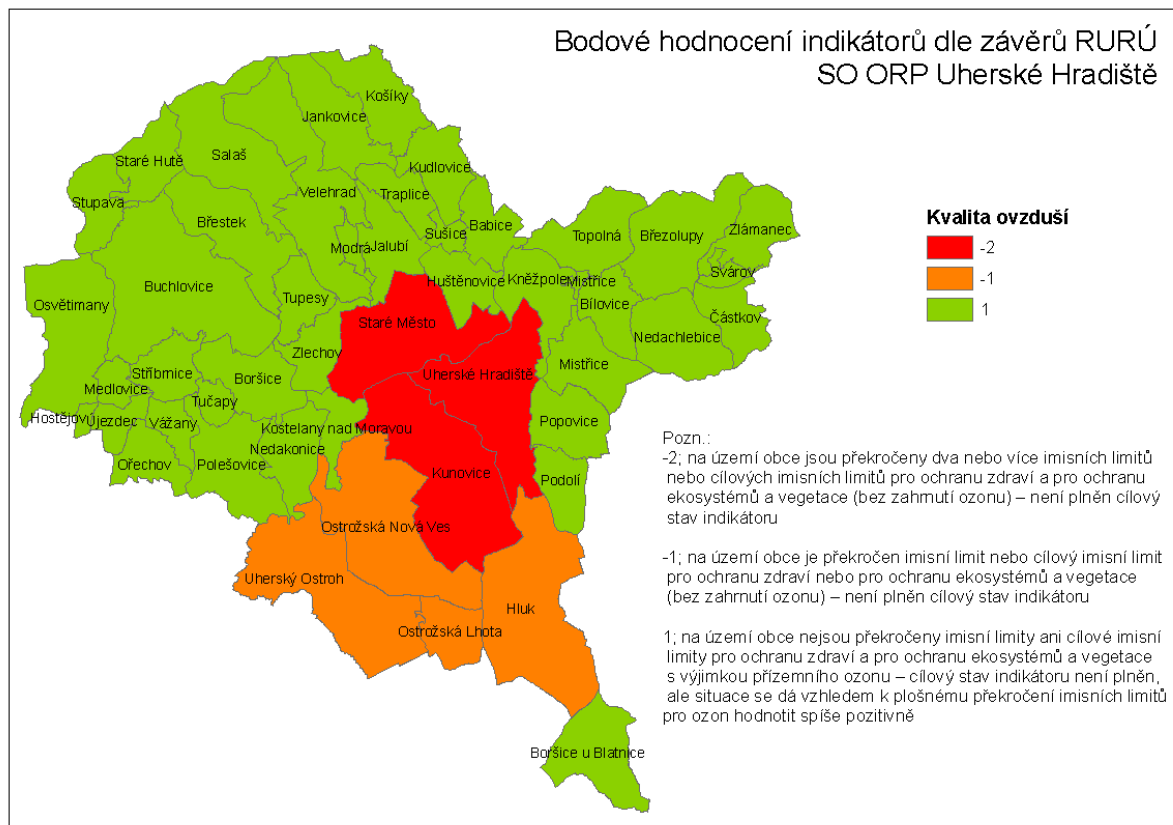 Bodové hodnocení indikátorů dle závěrů RURÚ
SO ORP Uherské Hradiště
Košíky
Jankovice
Staré Hutě
Salaš
Kudlovice
Stupava
Velehrad
Traplice
Břestek
Babice
Sušice
Modrá
Jalubí
Topolná
Březolupy
Zlámanec
Svárov
Huštěnovice
Kněžpole
Mistřice
Osvětimany
Buchlovice
Tupesy
Bílovice
Staré Město
Částkov
Nedachlebice
Zlechov
Stříbrnice
Boršice
Mistřice
Uherské Hradiště
Medlovice
Tučapy
Hostějov
Újezdec
Vážany
Kostelany nad Moravou
Popovice
Nedakonice
Ořechov
Polešovice
Kunovice
Podolí
Ostrožská Nová Ves
Uherský Ostroh
Hluk
Ostrožská Lhota
Boršice u Blatnice
Kvalita ovzduší
-2
-1
1
Pozn.:
-2; na území obce jsou překročeny dva nebo více imisních limitů
nebo cílových imisních limitů pro ochranu zdraví a pro ochranu
ekosystémů a vegetace (bez zahrnutí ozonu) – není plněn cílový
stav indikátoru
-1; na území obce je překročen imisní limit nebo cílový imisní limit
pro ochranu zdraví nebo pro ochranu ekosystémů a vegetace
(bez zahrnutí ozonu) – není plněn cílový stav indikátoru
1; na území obce nejsou překročeny imisní limity ani cílové imisní
limity pro ochranu zdraví a pro ochranu ekosystémů a vegetace
s výjimkou přízemního ozonu – cílový stav indikátoru není plněn,
ale situace se dá vzhledem k plošnému překročení imisních limitů
pro ozon hodnotit spíše pozitivně